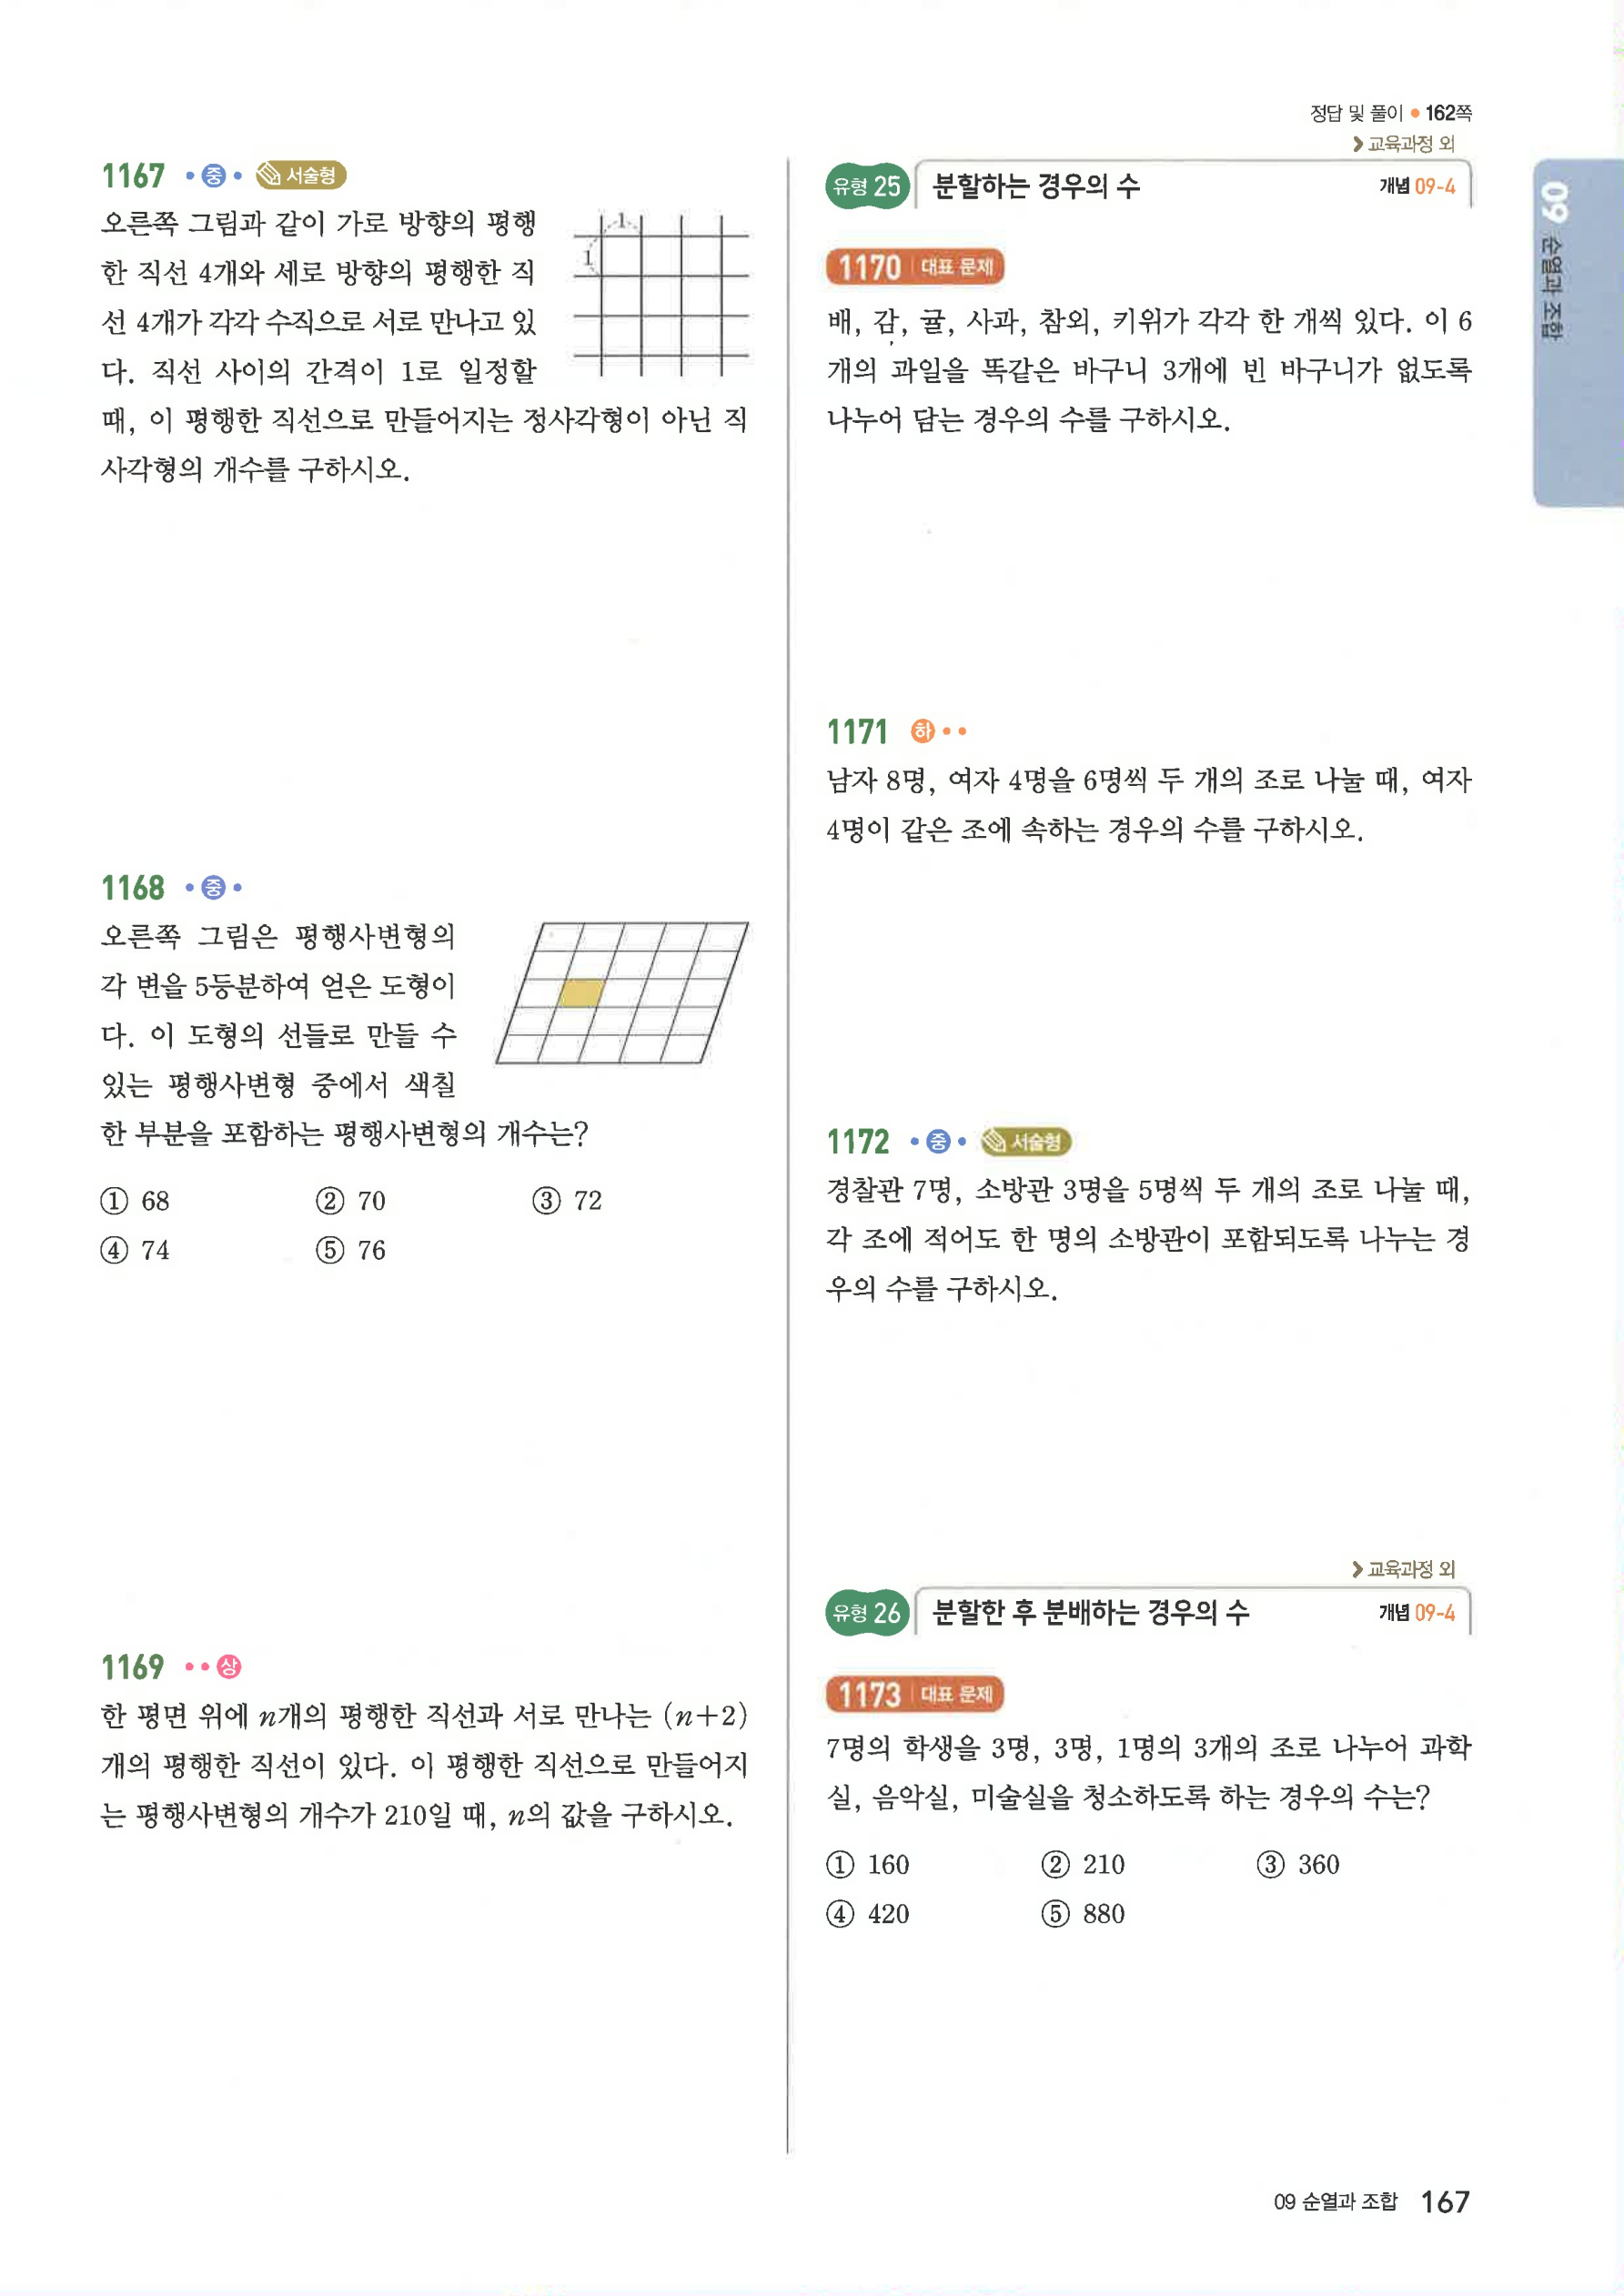 정답 및 풀이 • 162쪽
1167 • 중 • 서술형
오른쪽 그림과 같이 가로 방향의 평행
한 직선 4개와 세로 방향의 평행한 직
선 4개가 각각 수직으로 서로 만나고 있
다. 직선 사이의 간격이 1로 일정할
때, 이 평행한 직선으로 만들어지는 정사각형이 아닌 직
사각형의 개수를 구하시오.
1
1
1168 • 중 •
오른쪽 그림은 평행사변형의
각 변을 5등분하여 얻은 도형이
다. 이 도형의 선들로 만들 수
있는 평행사변형 중에서 색칠
한 부분을 포함하는 평행사변형의 개수는?
① 68 ② 70 ③ 72
④ 74 ⑤ 76
1169 • • 상
한 평면 위에 n개의 평행한 직선과 서로 만나는 (n+2)
개의 평행한 직선이 있다. 이 평행한 직선으로 만들어지
는 평행사변형의 개수가 210일 때, n의 값을 구하시오.
> 교육과정 외
유형 25 분할하는 경우의 수 개념 09-4
1170 대표 문제
배, 감, 귤, 사과, 참외, 키위가 각각 한 개씩 있다. 이 6
개의 과일을 똑같은 바구니 3개에 빈 바구니가 없도록
나누어 담는 경우의 수를 구하시오.
1171 하 • •
남자 8명, 여자 4명을 6명씩 두 개의 조로 나눌 때, 여자
4명이 같은 조에 속하는 경우의 수를 구하시오.
1172 • 중 • 서술형
경찰관 7명, 소방관 3명을 5명씩 두 개의 조로 나눌 때,
각 조에 적어도 한 명의 소방관이 포함되도록 나누는 경
우의 수를 구하시오.
> 교육과정 외
유형 26 분할한 후 분배하는 경우의 수 개념 09-4
1173 대표 문제
7명의 학생을 3명, 3명, 1명의 3개의 조로 나누어 과학
실, 음악실, 미술실을 청소하도록 하는 경우의 수는?
① 160 ② 210 ③ 360
④ 420 ⑤ 880
09 순열과 조합
09 순열과 조합 167